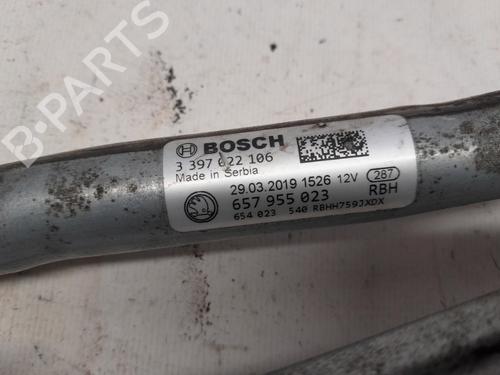 BOSCH
3 397 022 106
Made in Serbia
29.03.2019 1526 12V 287
657 955 023 RBH
654 023 540 RBHH759JXDX
B-PARTS